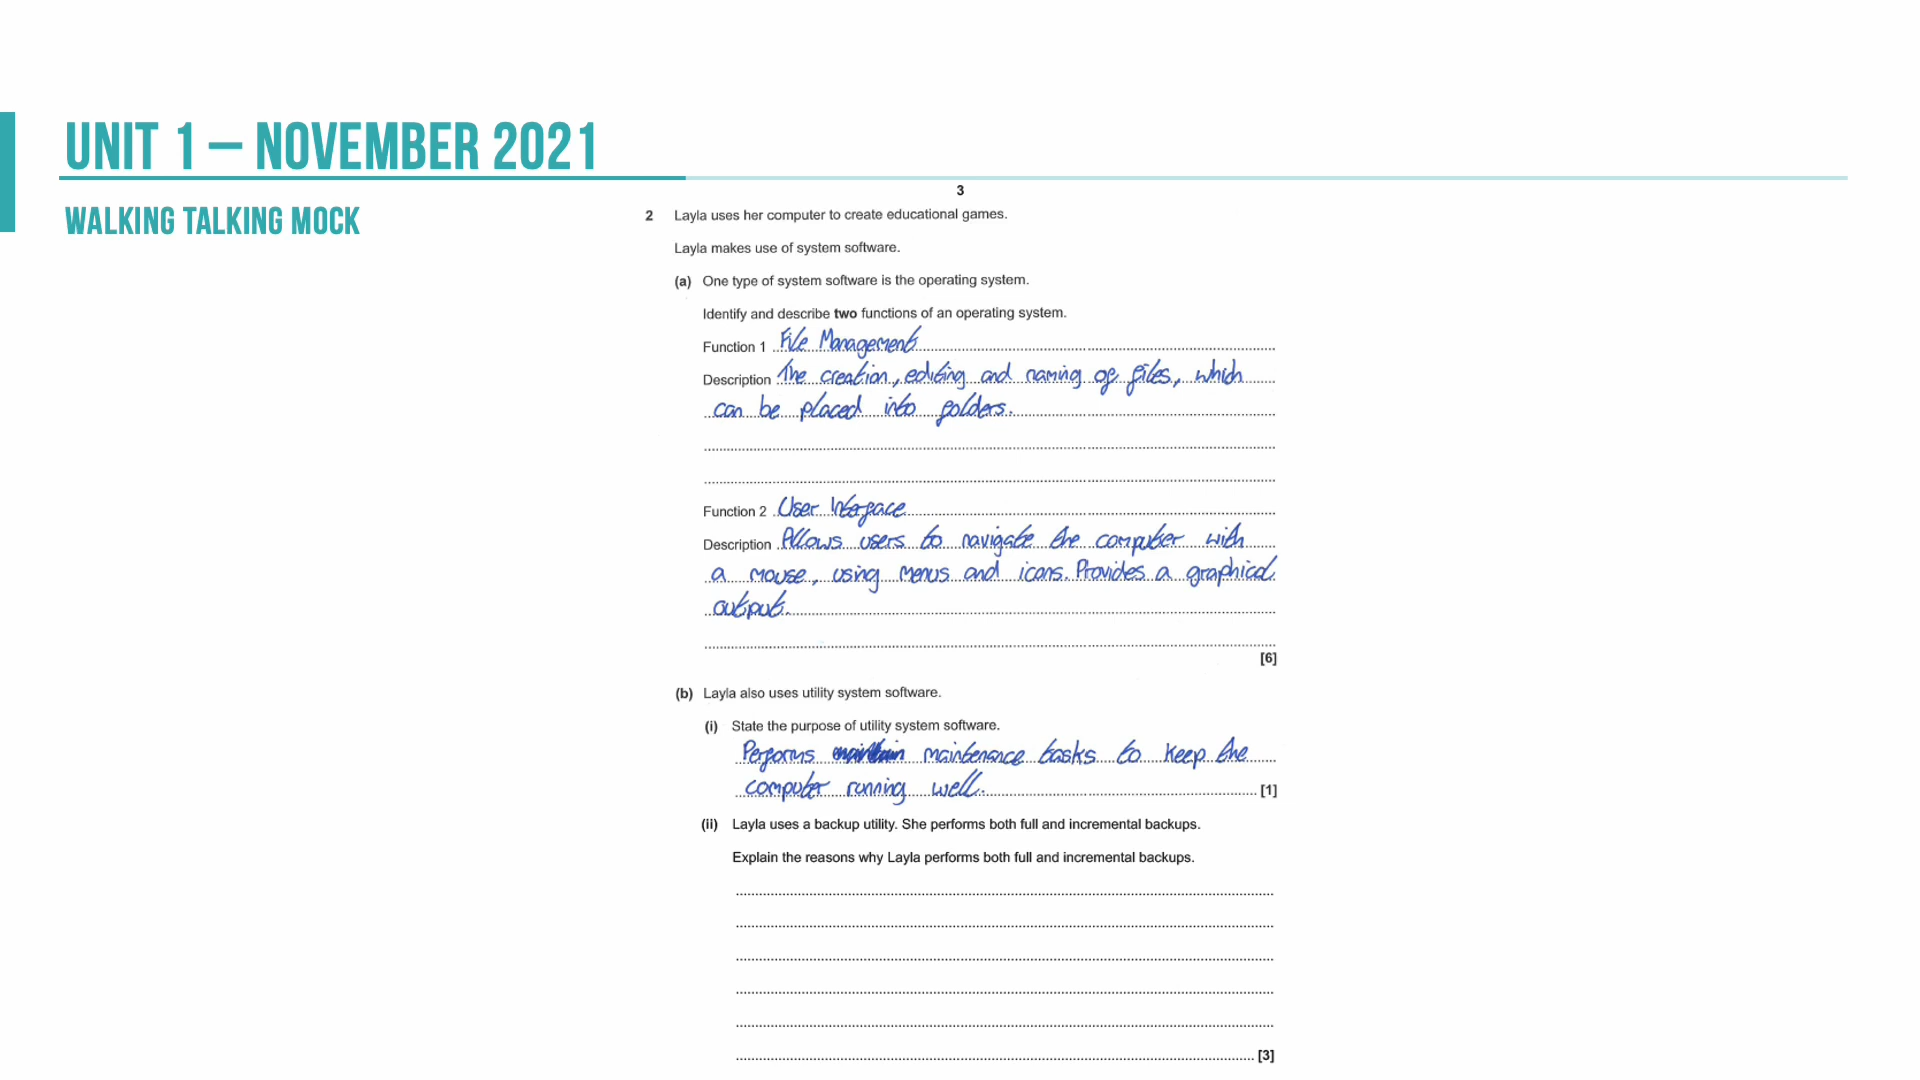 UNIT 1 – NOVEMBER 2021
WALKING TALKING MOCK
3
2 Layla uses her computer to create educational games.
Layla makes use of system software.
(a) One type of system software is the operating system.
Identify and describe two functions of an operating system.
Function 1 File Management
Description The creation, editing and naming of files, which
can be placed into folders.
Function 2 User Interface
Description Allows users to navigate the computer with
a mouse, using menus and icons. Provides a graphical
output.
[6]
(b) Layla also uses utility system software.
(i) State the purpose of utility system software.
Performs maintenance tasks to keep the
computer running well. [1]
(ii) Layla uses a backup utility. She performs both full and incremental backups.
Explain the reasons why Layla performs both full and incremental backups.
[3]